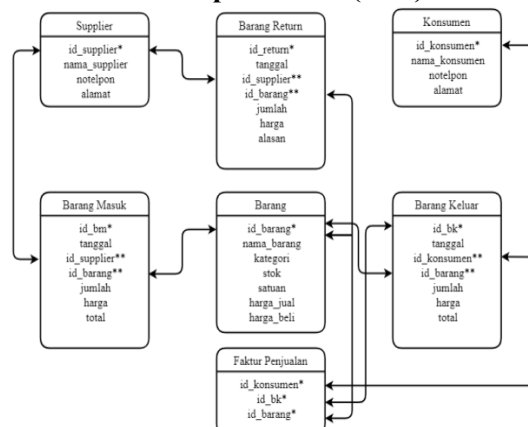 Supplier
id_supplier*
nama_supplier
notelpon
alamat
Barang Return
id_return*
tanggal
id_supplier**
id_barang**
jumlah
harga
alasan
Konsumen
id_konsumen*
nama_konsumen
notelpon
alamat
Barang Masuk
id_bm*
tanggal
id_supplier**
id_barang**
jumlah
harga
total
Barang
id_barang*
nama_barang
kategori
stok
satuan
harga_jual
harga_beli
Barang Keluar
id_bk*
tanggal
id_konsumen**
id_barang**
jumlah
harga
total
Faktur Penjualan
id_konsumen*
id_bk*
id_barang*